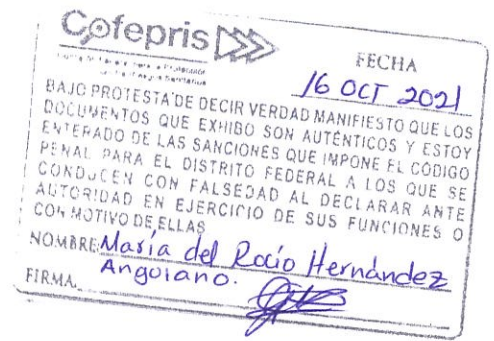 Cofepris
FECHA
16 OCT 2021
BAJO PROTESTA DE DECIR VERDAD MANIFIESTO QUE LOS
DOCUMENTOS QUE EXHIBO SON AUTÉNTICOS Y ESTOY
ENTERADO DE LAS SANCIONES QUE IMPONE EL CÓDIGO
PENAL PARA EL DISTRITO FEDERAL A LOS QUE SE
CONDUCEN CON FALSEDAD AL DECLARAR ANTE
AUTORIDAD EN EJERCICIO DE SUS FUNCIONES O
CON MOTIVO DE ELLAS
NOMBRE María del Rocío Hernández
Anguiano.
FIRMA